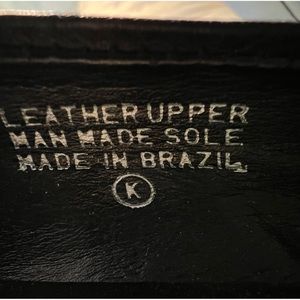 LEATHER UPPER
MAN MADE SOLE
MADE IN BRAZIL
K